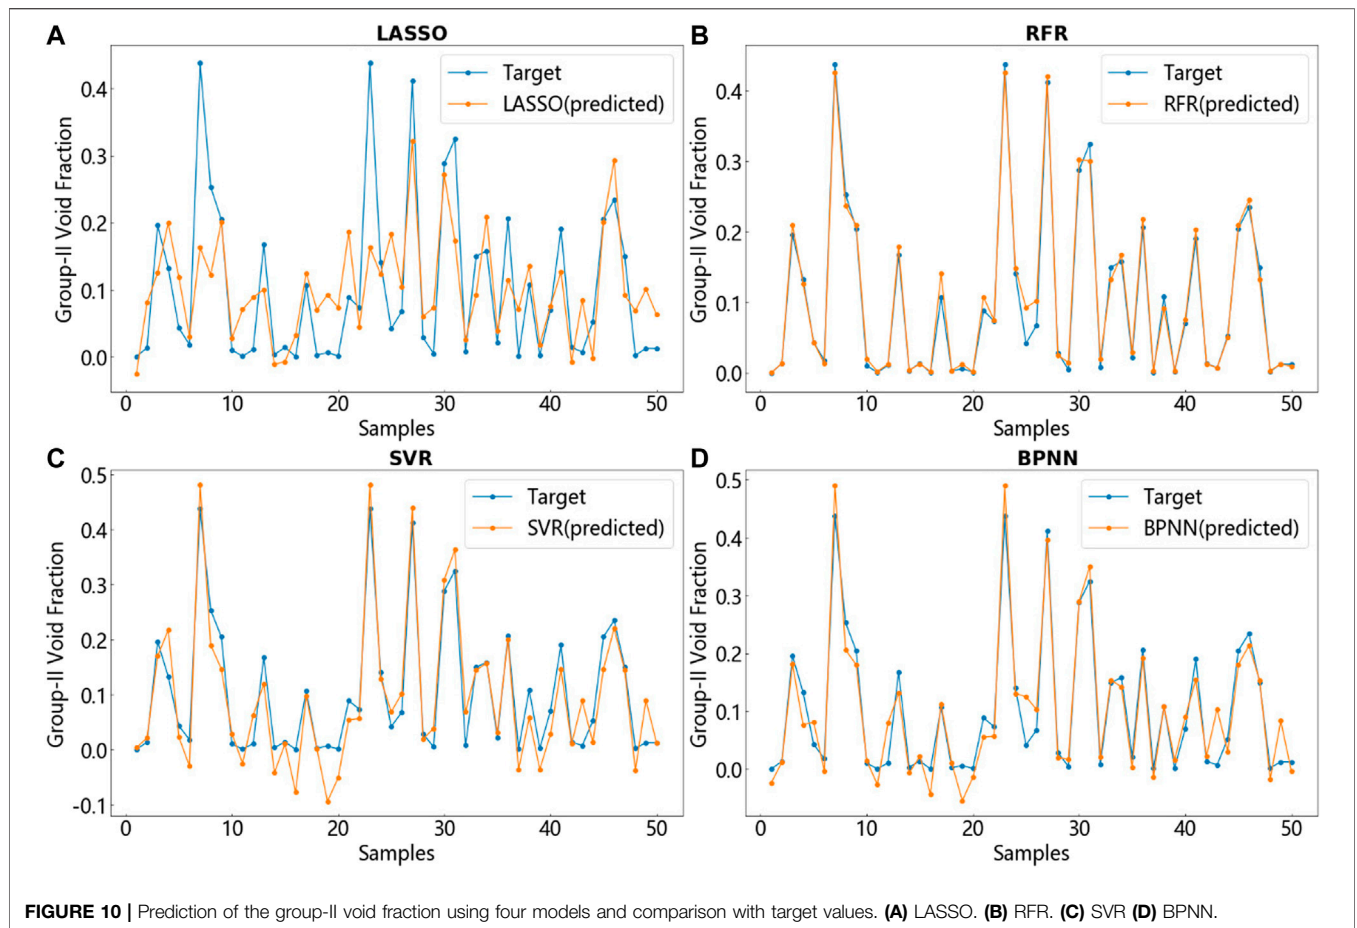 A
LASSO
Target
LASSO(predicted)
Group-II Void Fraction
0.4
0.3
0.2
0.1
0.0
0 10 20 30 40 50
Samples
B
RFR
Target
RFR(predicted)
Group-II Void Fraction
0.4
0.3
0.2
0.1
0.0
0 10 20 30 40 50
Samples
C
SVR
Target
SVR(predicted)
Group-II Void Fraction
0.5
0.4
0.3
0.2
0.1
0.0
-0.1
0 10 20 30 40 50
Samples
D
BPNN
Target
BPNN(predicted)
Group-II Void Fraction
0.5
0.4
0.3
0.2
0.1
0.0
0 10 20 30 40 50
Samples
FIGURE 10 | Prediction of the group-II void fraction using four models and comparison with target values. (A) LASSO. (B) RFR. (C) SVR (D) BPNN.